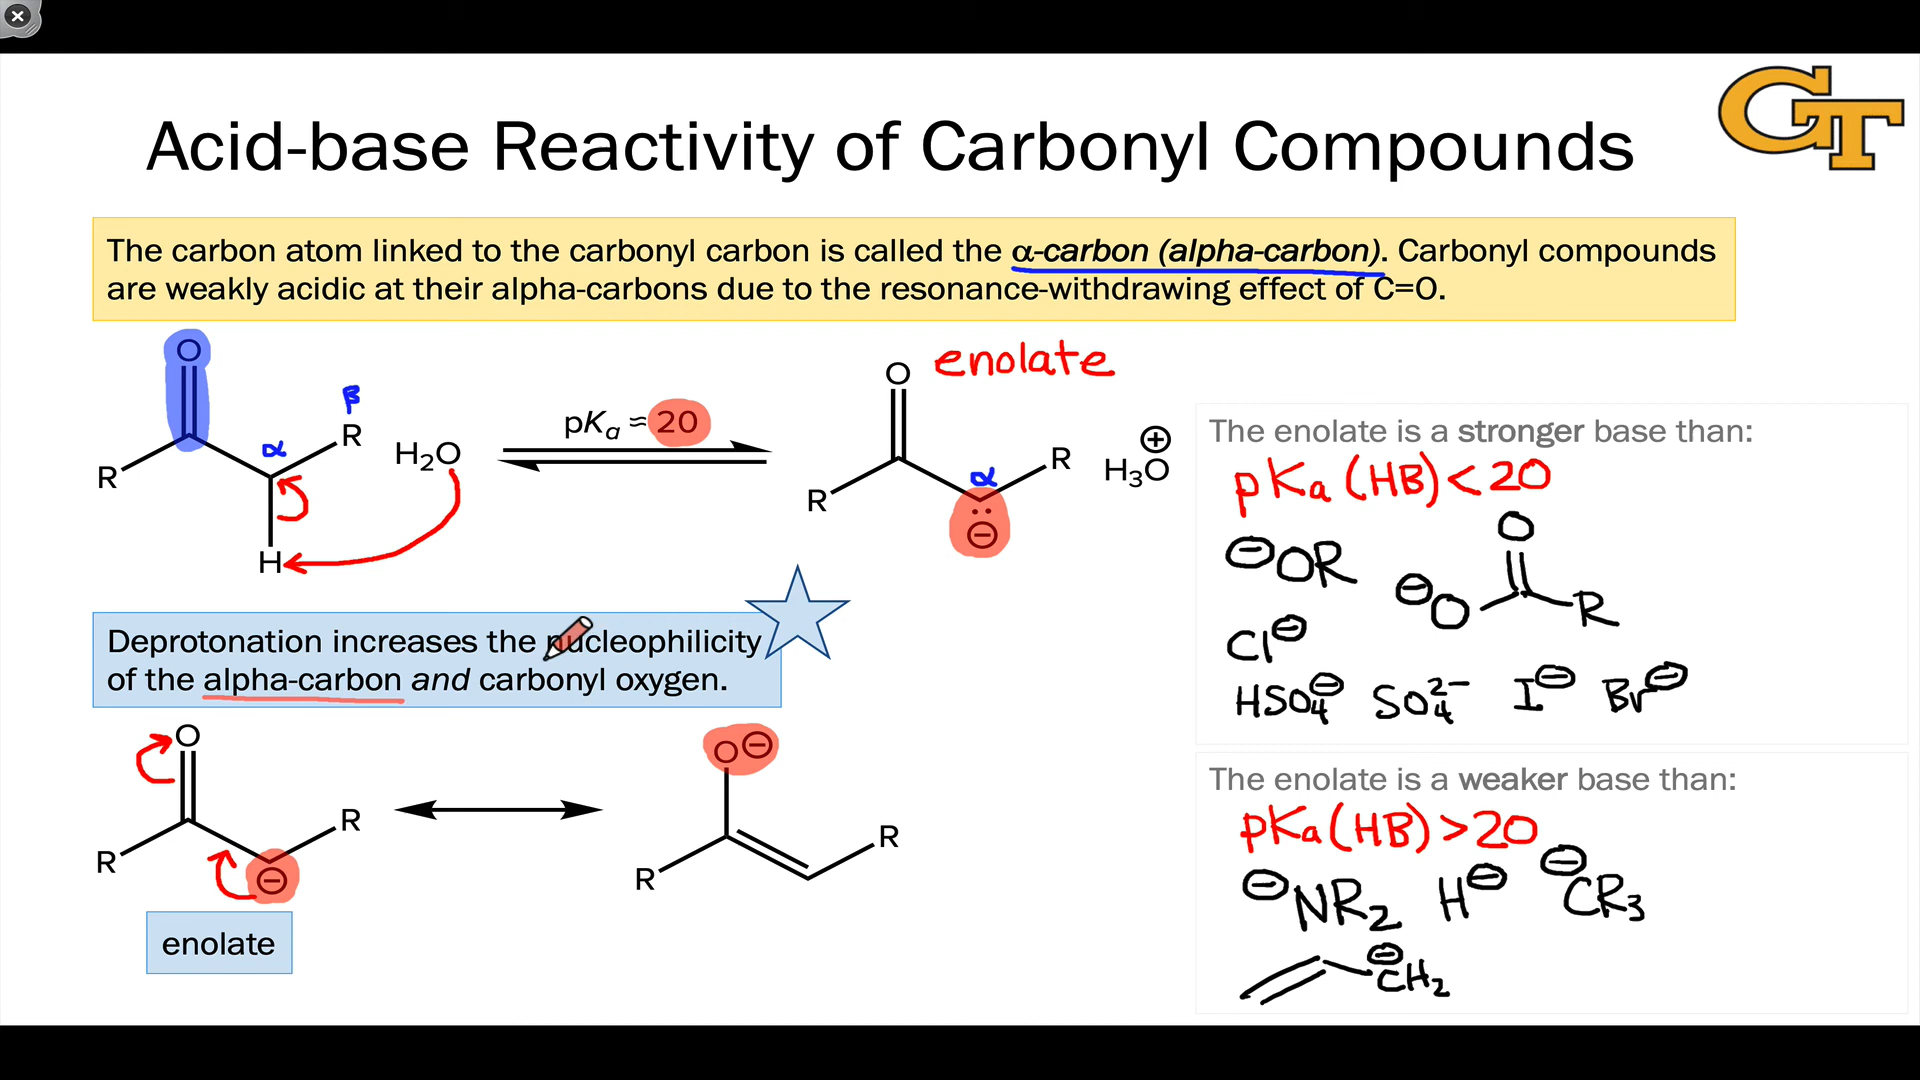 GT
Acid-base Reactivity of Carbonyl Compounds
The carbon atom linked to the carbonyl carbon is called the α-carbon (alpha-carbon). Carbonyl compounds
are weakly acidic at their alpha-carbons due to the resonance-withdrawing effect of C=O.
O
R
α
β
R
H
H₂O
pKₐ ≈ 20
O
enolate
R
α
R
⊖
H₃O
⊕
The enolate is a stronger base than:
pKₐ (HB) < 20
⊖OR
⊖O
O
R
Cl⊖
HSO₄⊖ SO₄²⁻ I⊖ Br⊖
Deprotonation increases the nucleophilicity
of the alpha-carbon and carbonyl oxygen.
O
R
R
⊖
enolate
O⊖
R
R
The enolate is a weaker base than:
pKₐ (HB) > 20
⊖NR₂ H⊖ ⊖CR₃
⊖CH₂